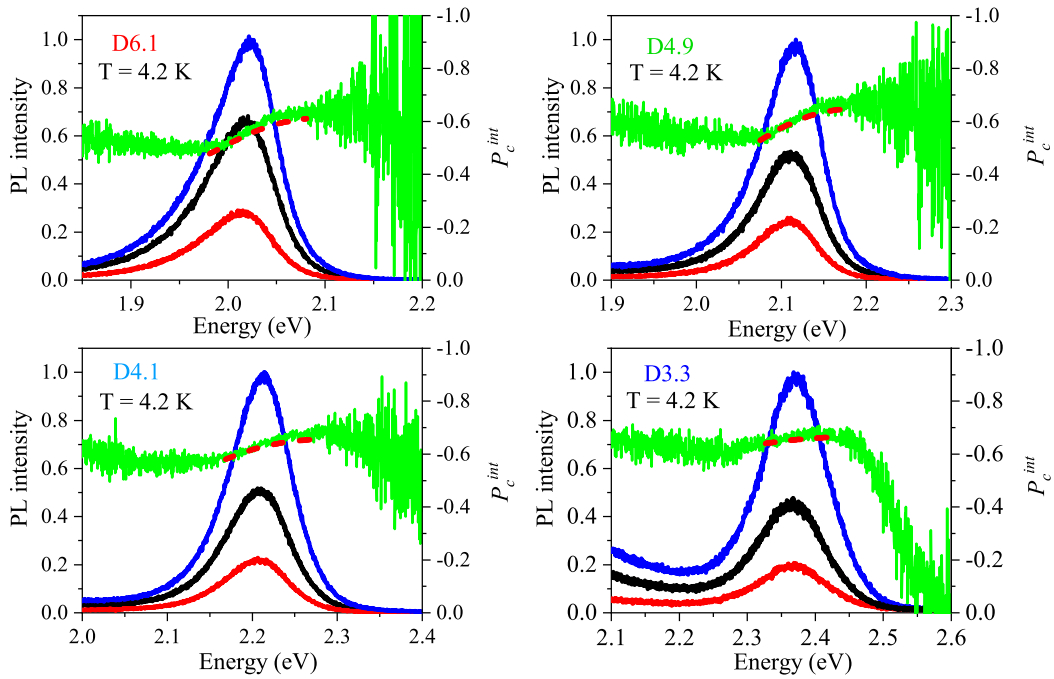 D6.1
T = 4.2 K
PL intensity
1.0
0.8
0.6
0.4
0.2
0.0
1.9 2.0 2.1 2.2
Energy (eV)
-1.0
-0.8
-0.6
-0.4
-0.2
0.0
P_c^int
D4.9
T = 4.2 K
PL intensity
1.0
0.8
0.6
0.4
0.2
0.0
1.9 2.0 2.1 2.2 2.3
Energy (eV)
-1.0
-0.8
-0.6
-0.4
-0.2
0.0
P_c^int
D4.1
T = 4.2 K
PL intensity
1.0
0.8
0.6
0.4
0.2
0.0
2.0 2.1 2.2 2.3 2.4
Energy (eV)
-1.0
-0.8
-0.6
-0.4
-0.2
0.0
P_c^int
D3.3
T = 4.2 K
PL intensity
1.0
0.8
0.6
0.4
0.2
0.0
2.1 2.2 2.3 2.4 2.5 2.6
Energy (eV)
-1.0
-0.8
-0.6
-0.4
-0.2
0.0
P_c^int